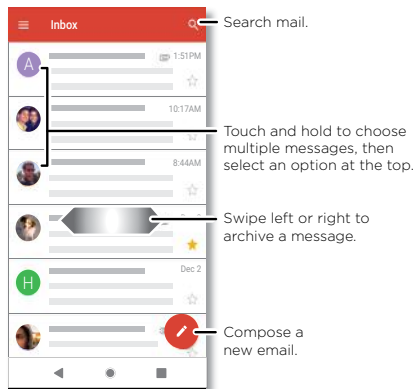 Inbox
Search mail.
A
1:51PM
10:17AM
Touch and hold to choose
multiple messages, then
select an option at the top.
8:44AM
Swipe left or right to
archive a message.
Dec 2
H
Compose a
new email.